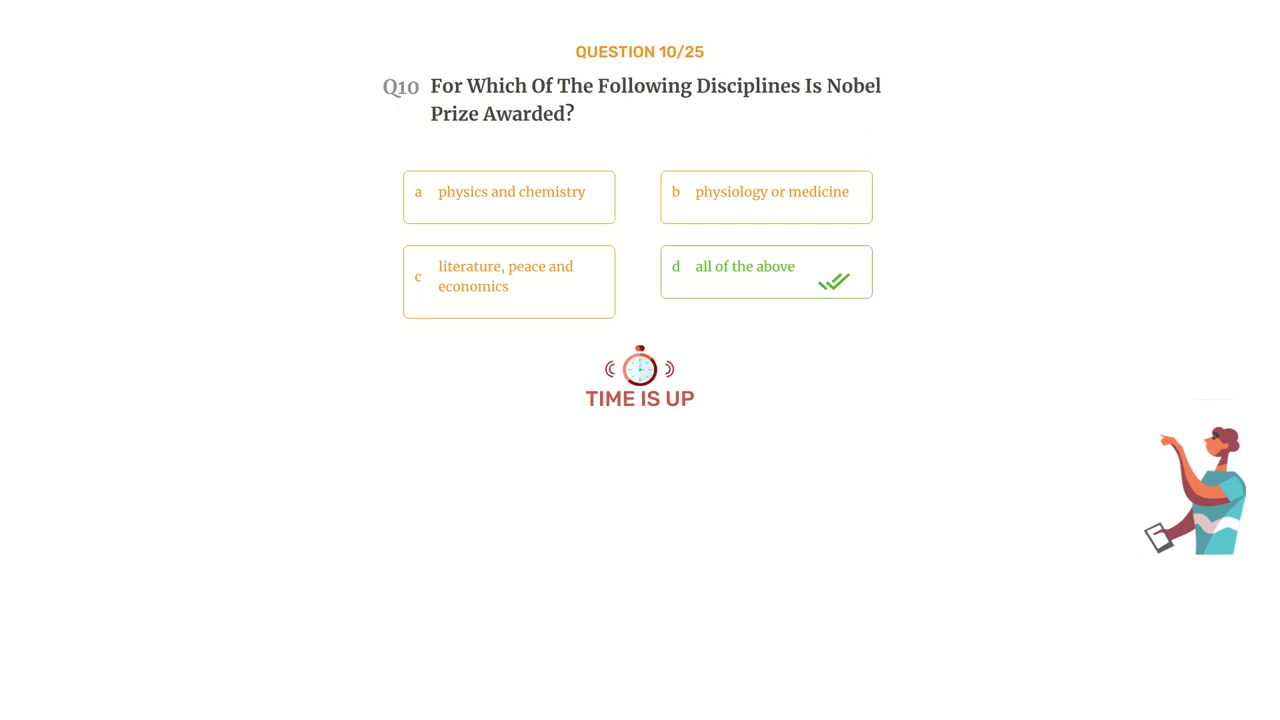 QUESTION 10/25
Q10 For Which Of The Following Disciplines Is Nobel
Prize Awarded?
a physics and chemistry
b physiology or medicine
c literature, peace and
economics
d all of the above
TIME IS UP